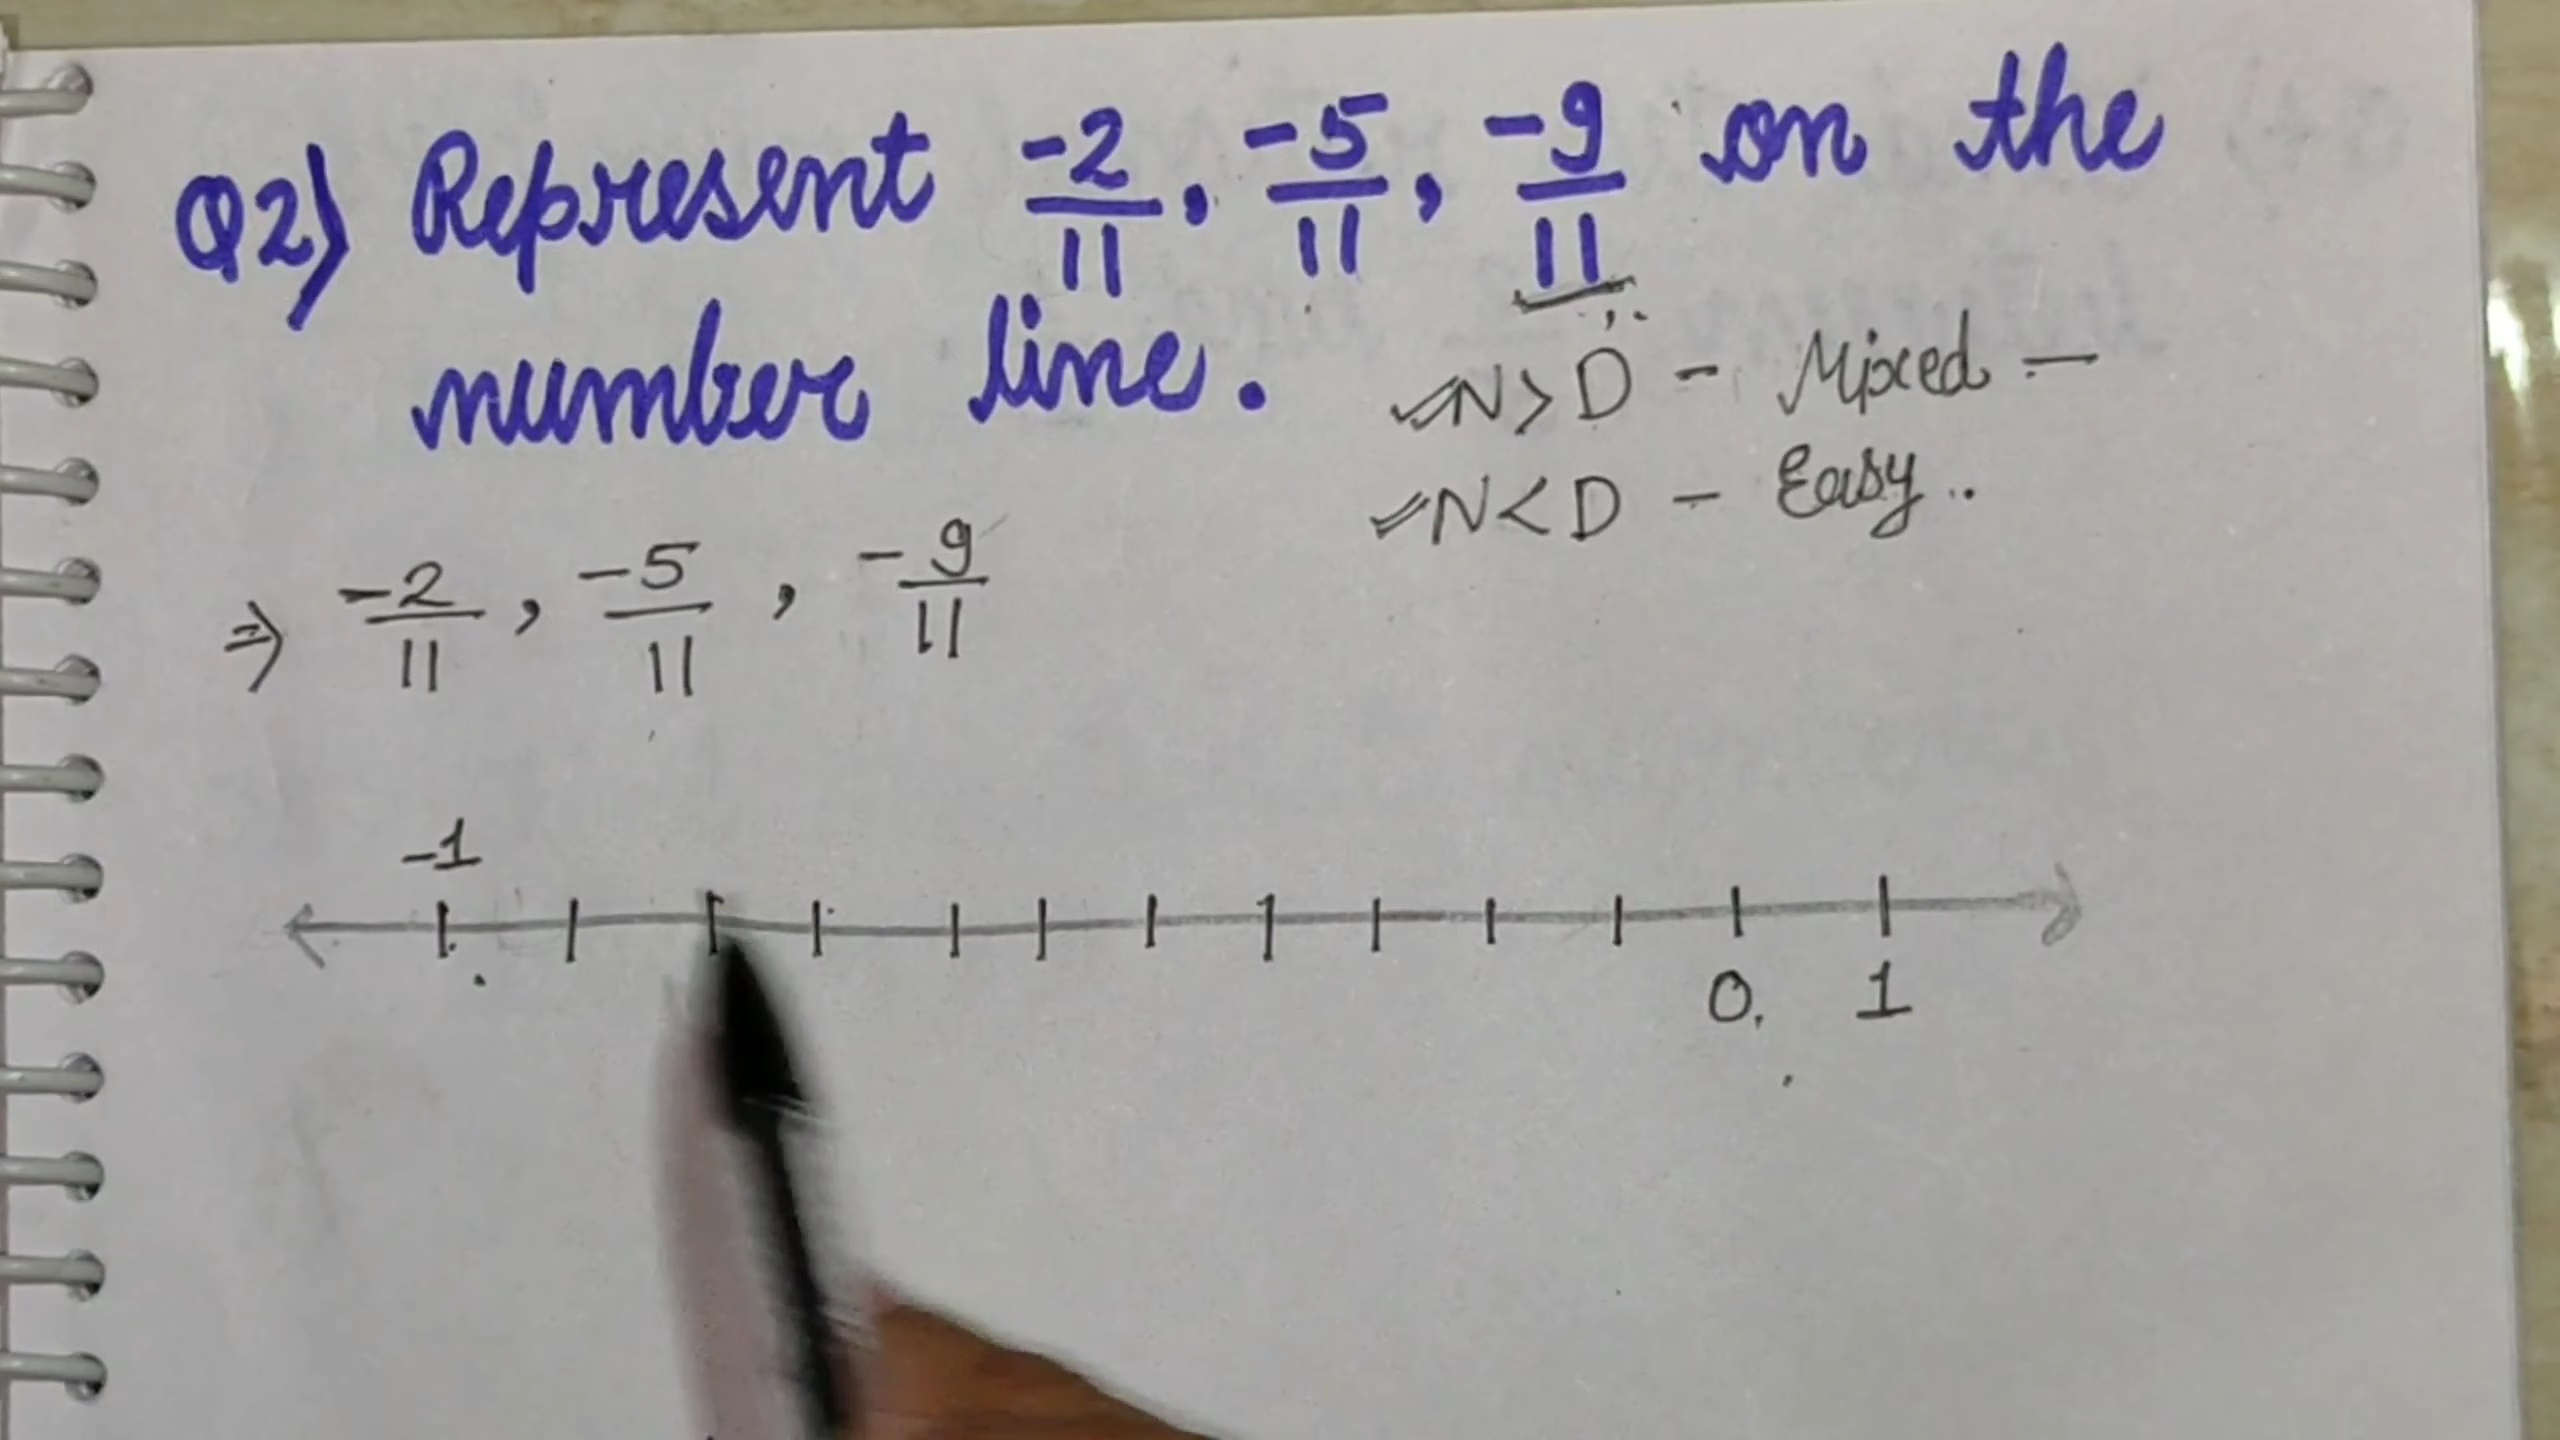 Q2) Represent -2/11, -5/11, -9/11 on the
number line.
N > D - Mixed -
N < D - Easy..
⇒ -2/11, -5/11, -9/11
-1
0. 1